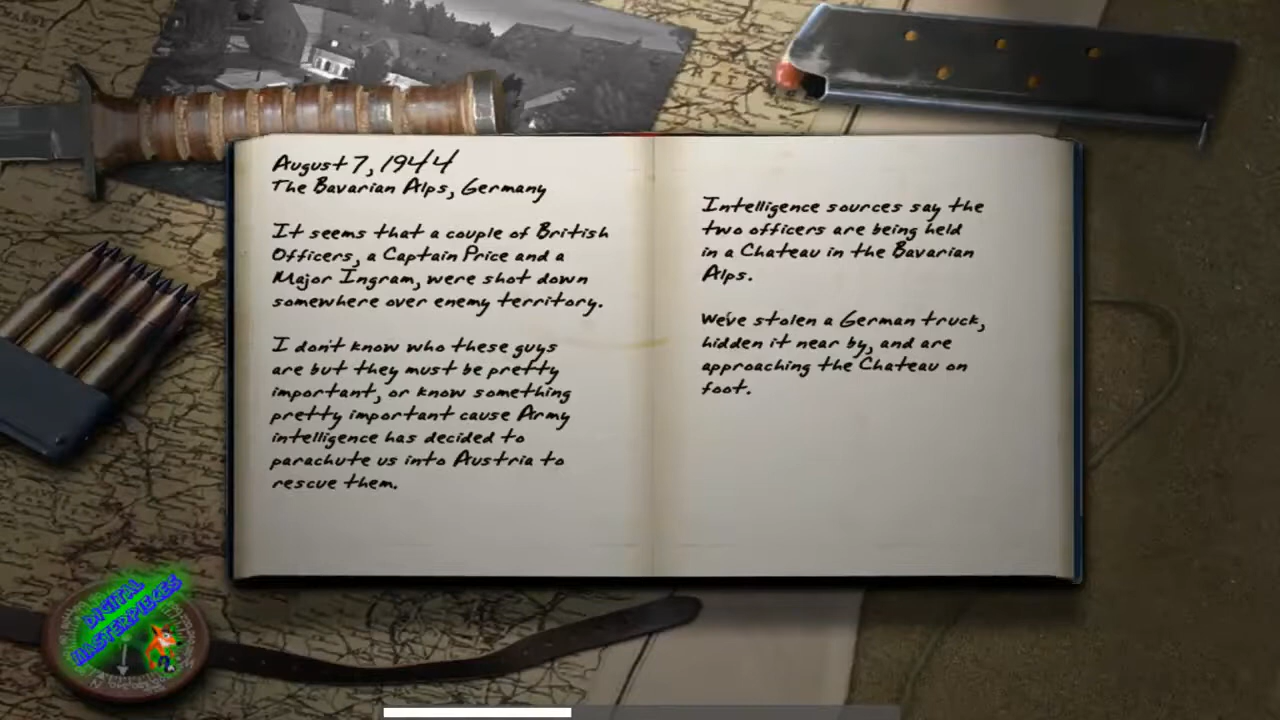 August 7, 1944
The Bavarian Alps, Germany
It seems that a couple of British
Officers, a Captain Price and a
Major Ingram, were shot down
somewhere over enemy territory.
I don't know who these guys
are but they must be pretty
important, or know something
pretty important cause Army
intelligence has decided to
parachute us into Austria to
rescue them.
Intelligence sources say the
two officers are being held
in a Chateau in the Bavarian
Alps.
We've stolen a German truck,
hidden it near by, and are
approaching the Chateau on
foot.
DIGITAL
MASTERPIECES